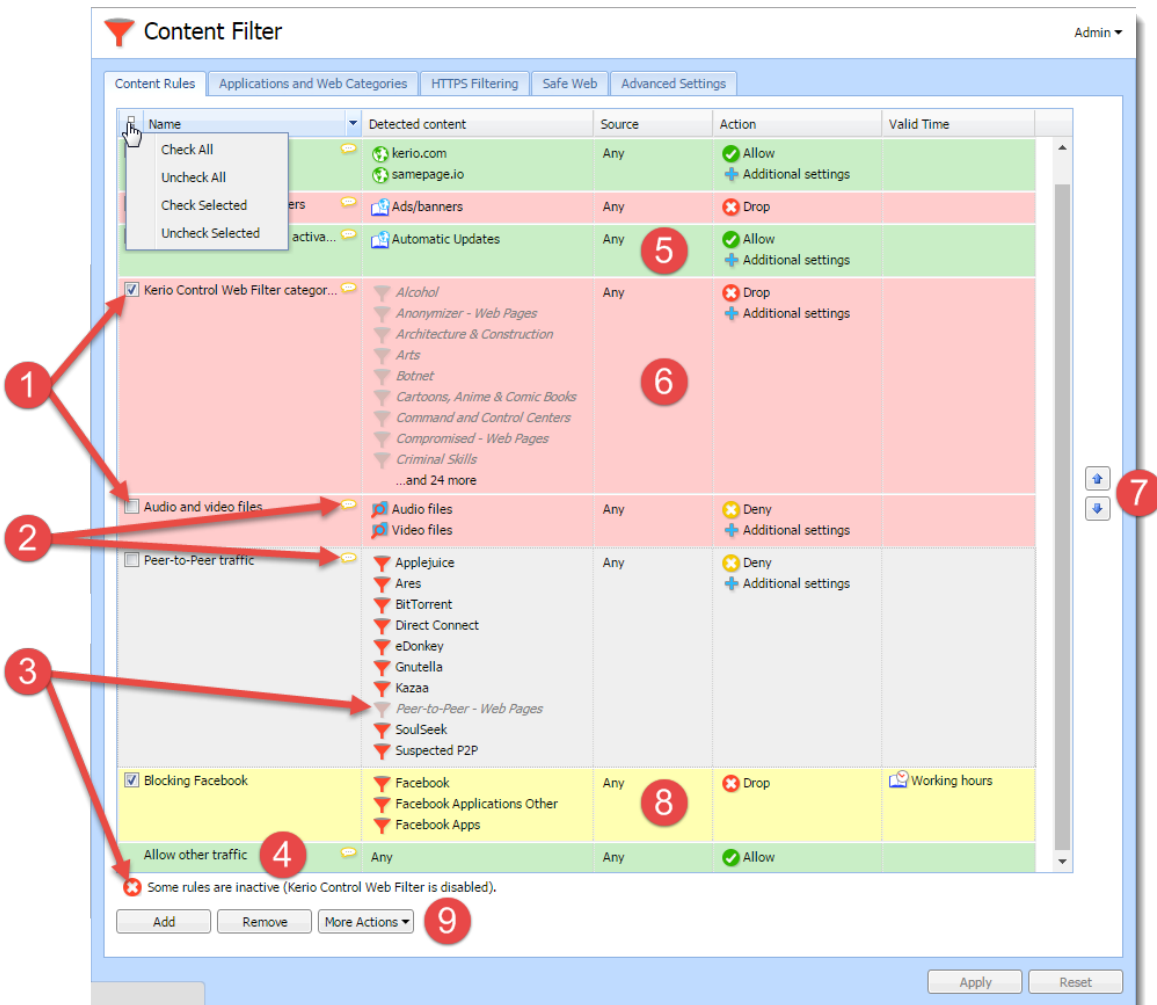 Content Filter
Admin
Content Rules Applications and Web Categories HTTPS Filtering Safe Web Advanced Settings
Name Detected content Source Action Valid Time
Check All
Uncheck All
Check Selected
Uncheck Selected
kerio.com Any Allow
samepage.io Additional settings
ers Ads/banners Any Drop
activa... Automatic Updates Any Allow
5
Additional settings
Kerio Control Web Filter categor... Alcohol Any Drop
Anonymizer - Web Pages Additional settings
Architecture & Construction
Arts
1
Botnet
6
Cartoons, Anime & Comic Books
Command and Control Centers
Compromised - Web Pages
Criminal Skills
...and 24 more
7
Audio and video files Audio files Any Deny
Video files Additional settings
2
Peer-to-Peer traffic Applejuice Any Deny
Ares Additional settings
BitTorrent
Direct Connect
eDonkey
Gnutella
3
Kazaa
Peer-to-Peer - Web Pages
SoulSeek
Suspected P2P
Blocking Facebook Facebook Any Drop Working hours
Facebook Applications Other
8
Facebook Apps
Allow other traffic 4 Any Any Allow
Some rules are inactive (Kerio Control Web Filter is disabled).
Add Remove More Actions 9
Apply Reset